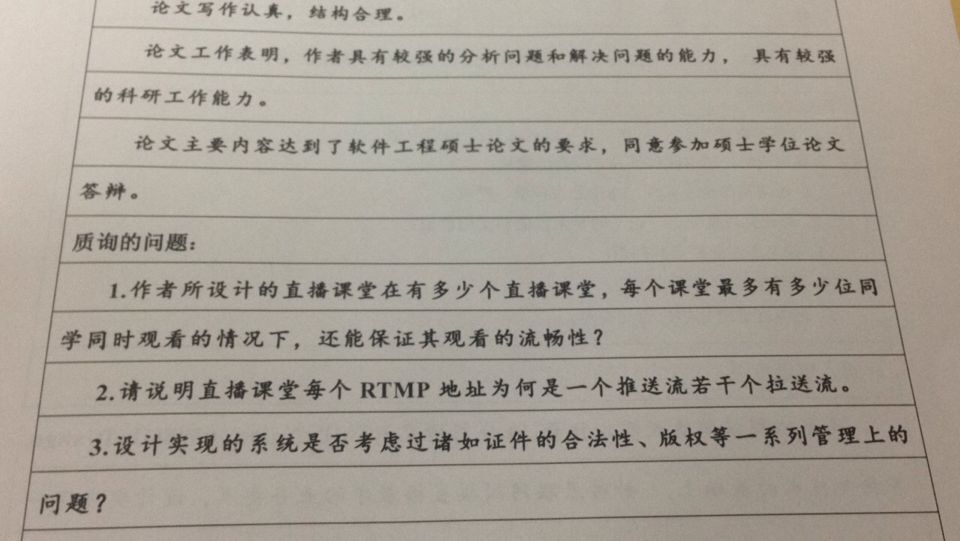 论文写作认真，结构合理。
论文工作表明，作者具有较强的分析问题和解决问题的能力， 具有较强
的科研工作能力。
论文主要内容达到了软件工程硕士论文的要求，同意参加硕士学位论文
答辩。
质询的问题：
1.作者所设计的直播课堂在有多少个直播课堂，每个课堂最多有多少位同
学同时观看的情况下，还能保证其观看的流畅性？
2.请说明直播课堂每个 RTMP 地址为何是一个推送流若干个拉送流。
3.设计实现的系统是否考虑过诸如证件的合法性、版权等一系列管理上的
问题？